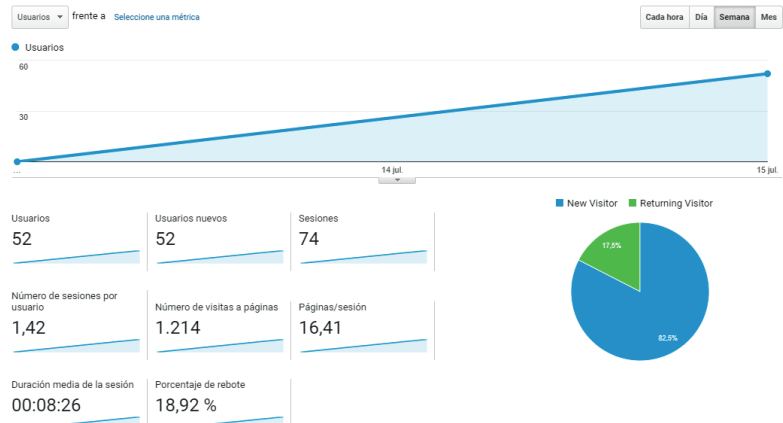 Usuarios frente a Seleccione una métrica
Cada hora Día Semana Mes
Usuarios
60
30
...
14 jul.
15 jul.
New Visitor Returning Visitor
Usuarios
52
Usuarios nuevos
52
Sesiones
74
Número de sesiones por
usuario
1,42
Número de visitas a páginas
1.214
Páginas/sesión
16,41
Duración media de la sesión
00:08:26
Porcentaje de rebote
18,92 %
17,5%
82,5%